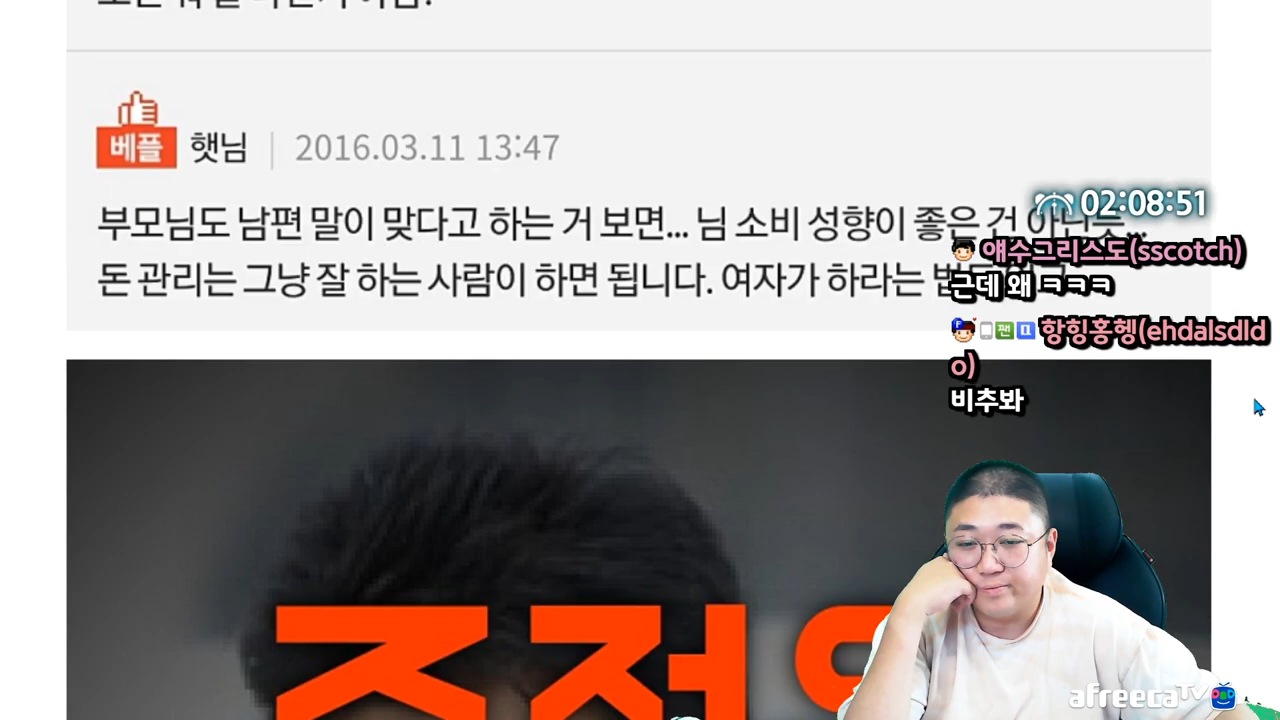 베플 햇님 2016.03.11 13:47
부모님도 남편 말이 맞다고 하는 거 보면... 님 소비 성향이 좋은 건
돈 관리는 그냥 잘 하는 사람이 하면 됩니다. 여자가 하라는
02:08:51
얘수그리스도(sscotch)
근데 왜 ㅋㅋㅋ
팬
항힝홍헹(ehdalsdld
o)
비추봐
afreecaTV